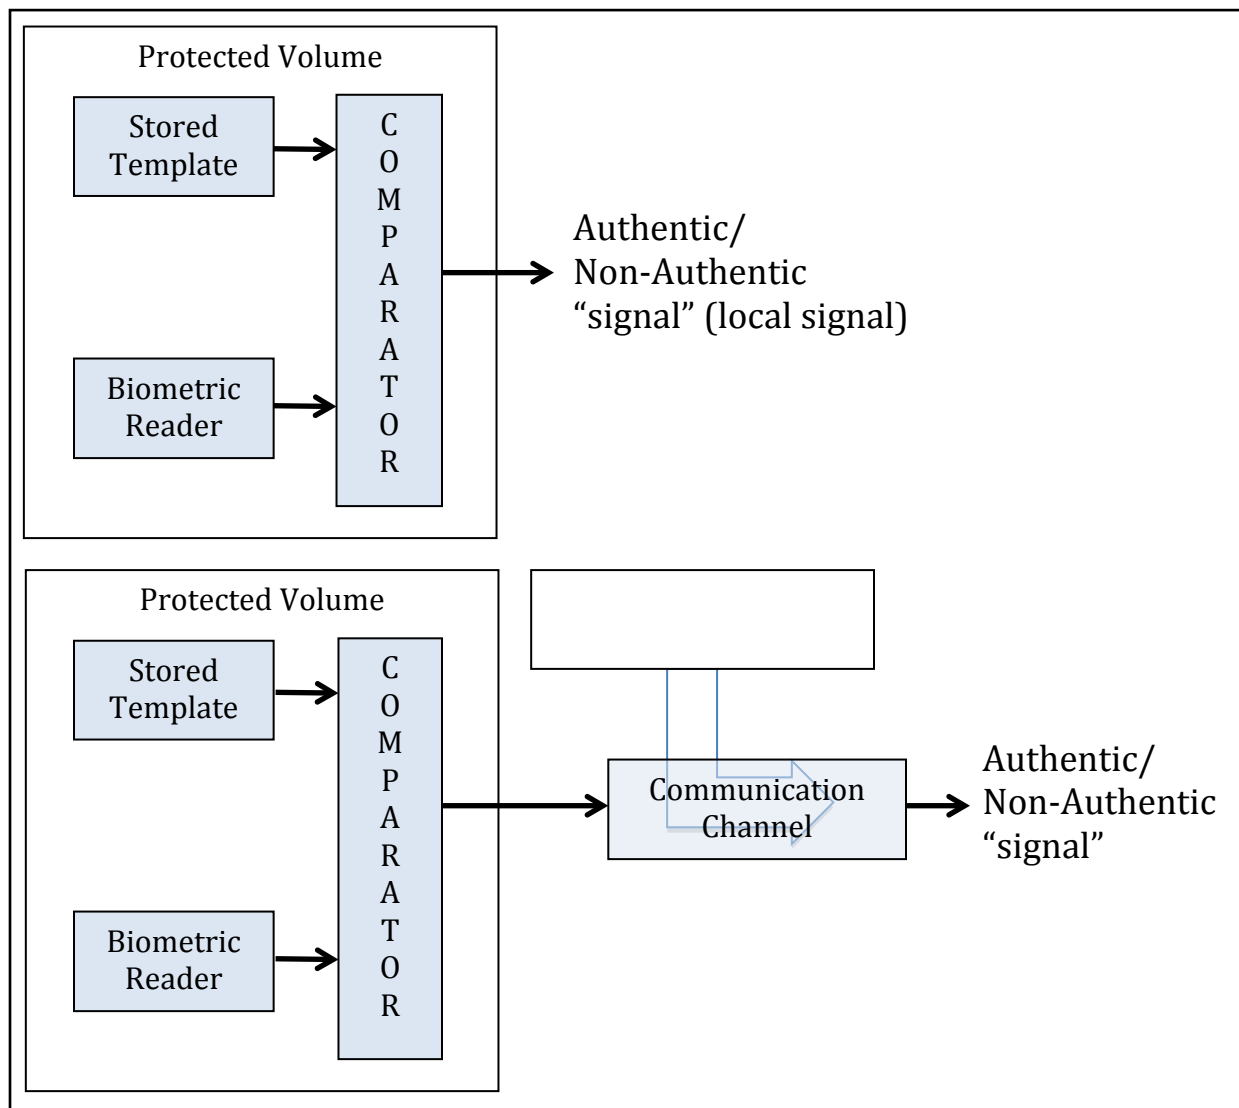 Protected Volume
Stored
Template
C
O
M
P
A
R
A
T
O
R
Biometric
Reader
Authentic/
Non-Authentic
“signal” (local signal)
Protected Volume
Stored
Template
C
O
M
P
A
R
A
T
O
R
Biometric
Reader
Communication
Channel
Authentic/
Non-Authentic
“signal”